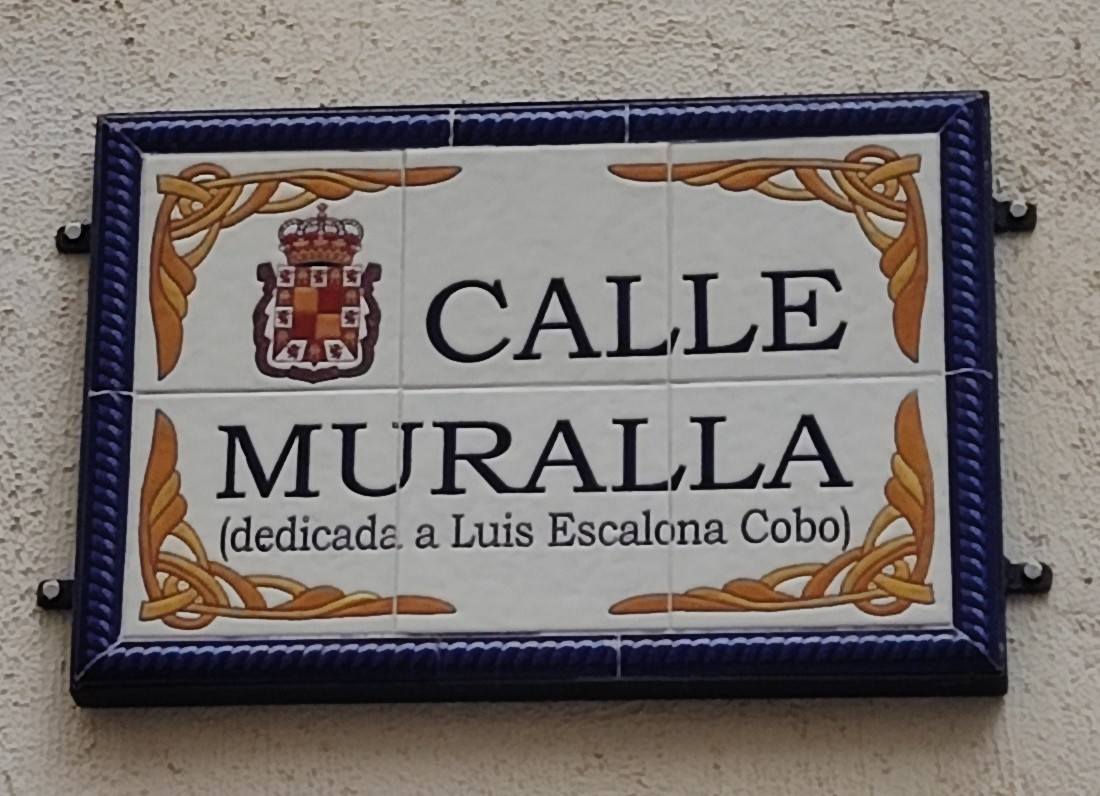 CALLE
MURALLA
(dedicada a Luis Escalona Cobo)